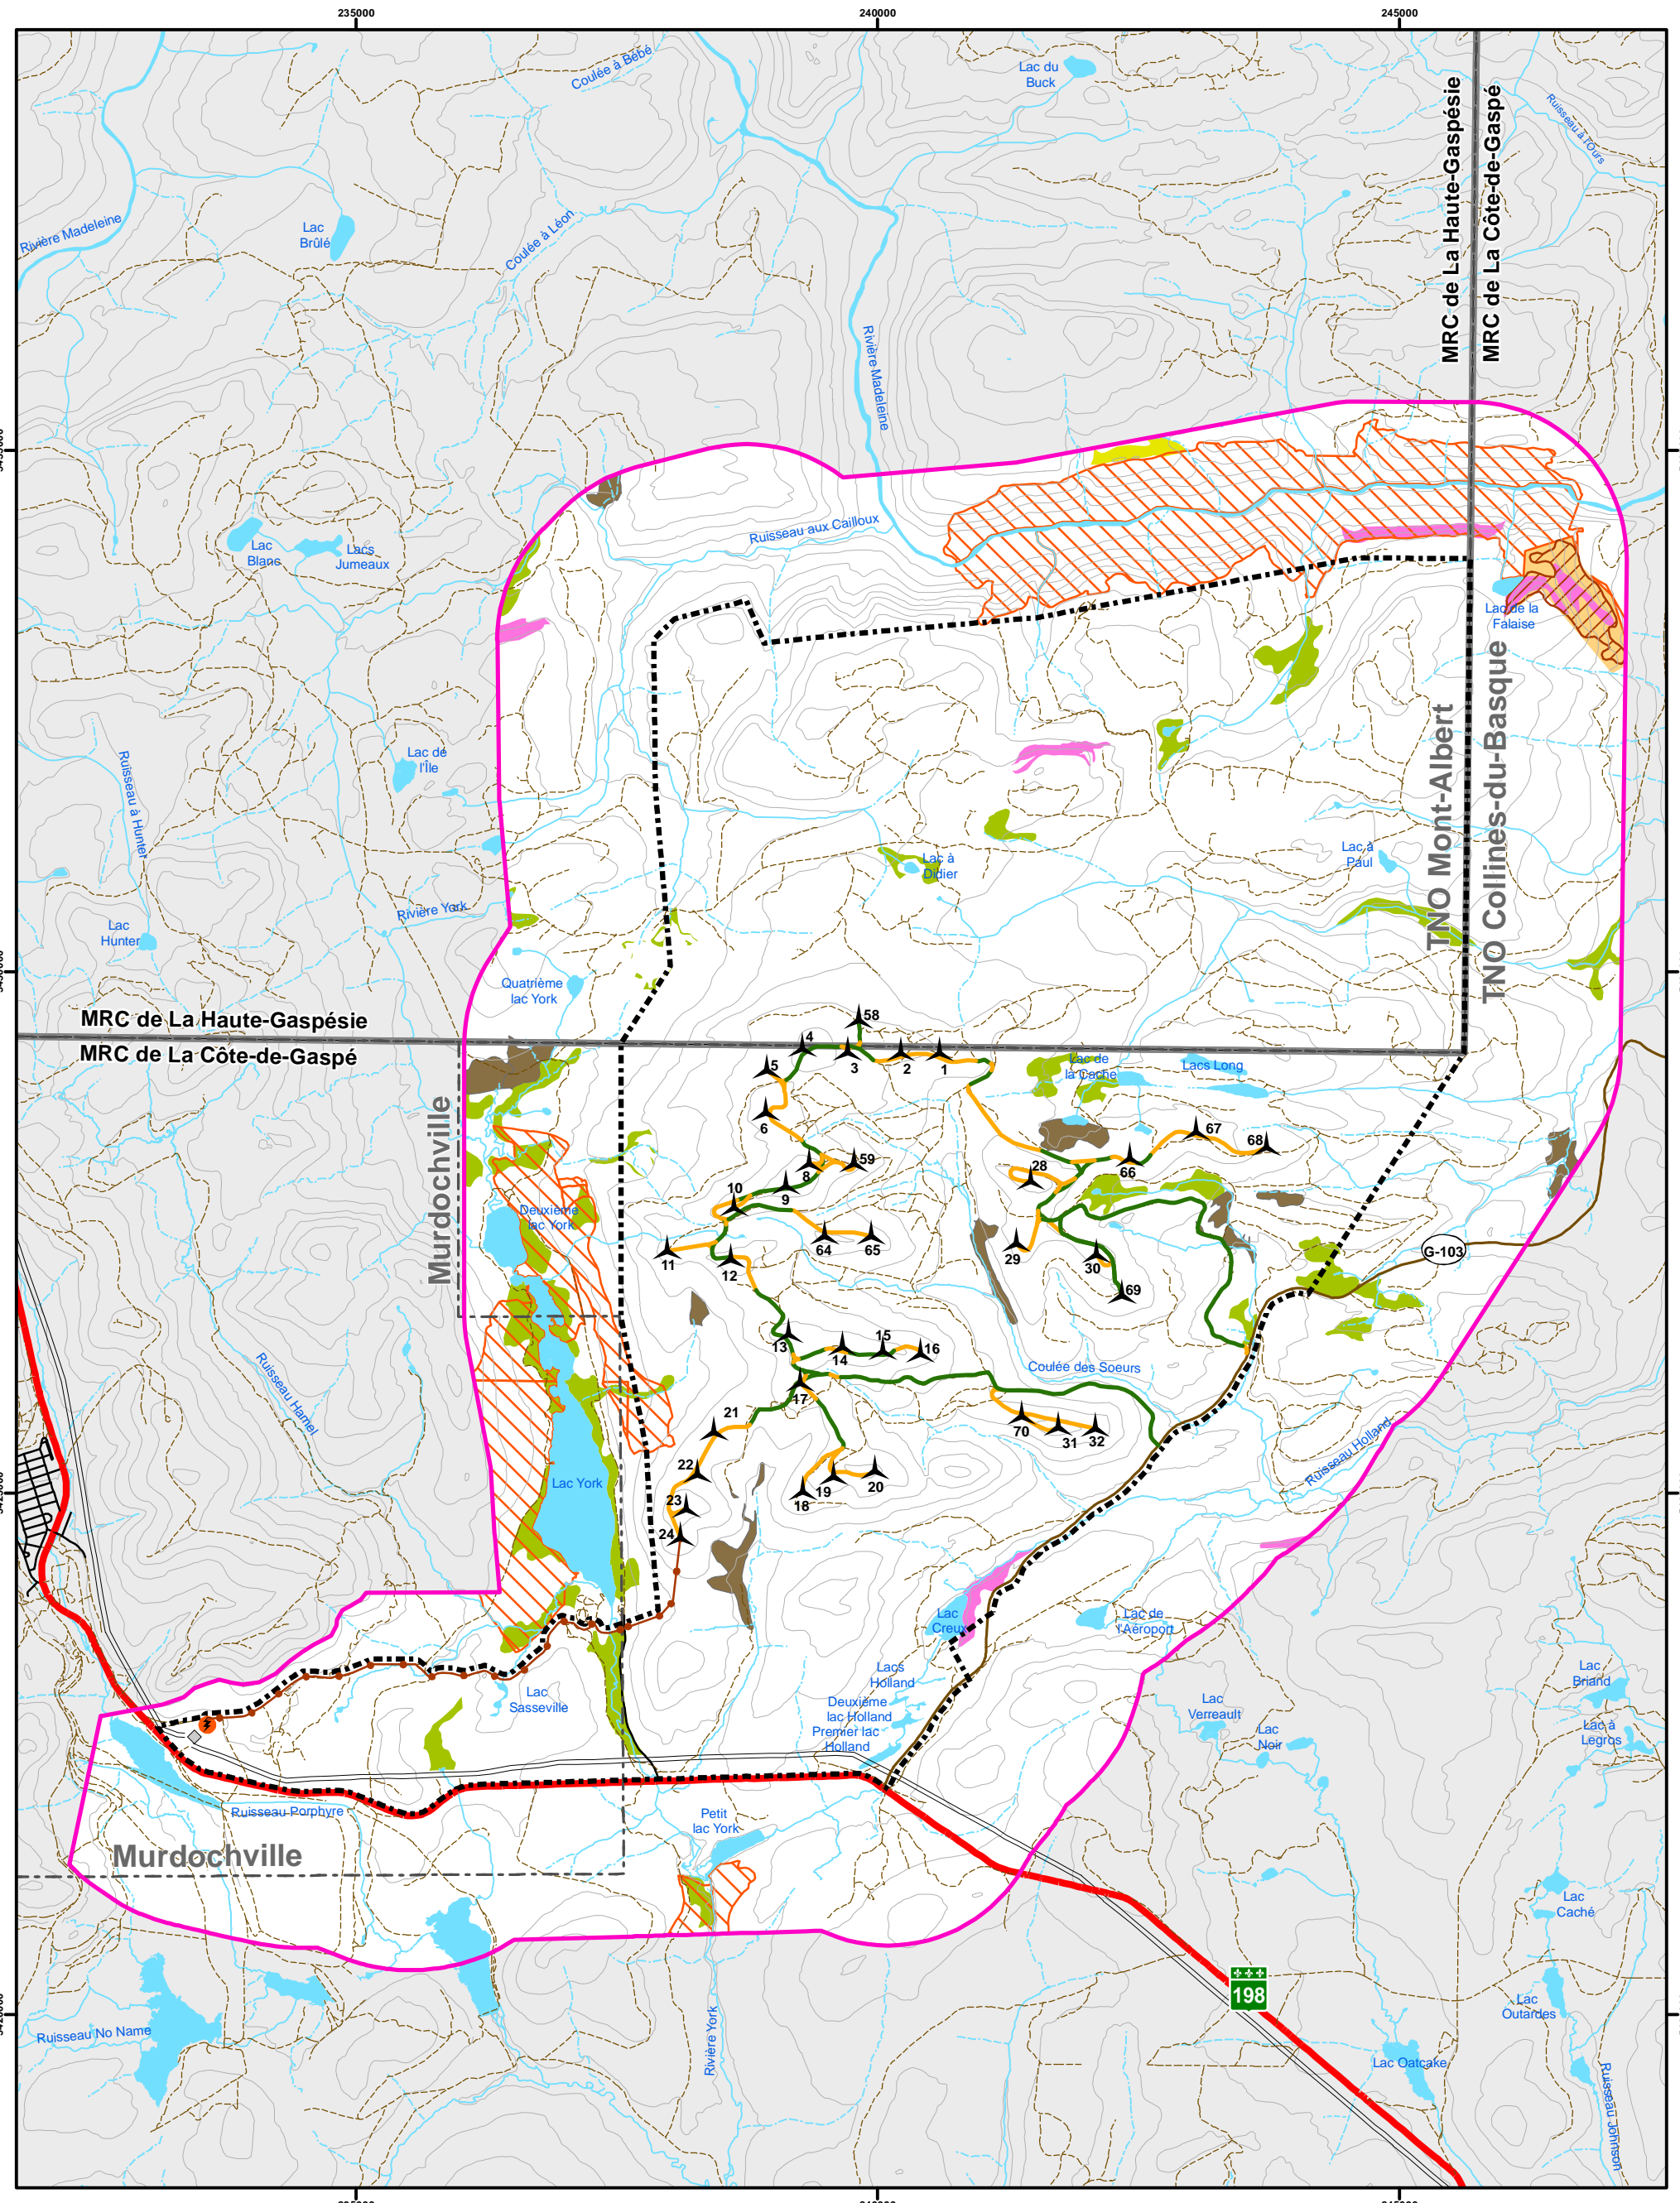 235000
240000
245000
Coulée à Bébé
Lac du
Buck
MRC de La Haute-Gaspésie
MRC de La Côte-de-Gaspé
Ruisseau à l'Ours
Rivière Madeleine
Lac
Brûlé
Coulée à Léon
Rivière Madeleine
Ruisseau aux Cailloux
Lac
Blanc
Lacs
Jumeaux
Lac de la
Falaise
Ruisseau à Hunter
Lac de
l'Île
TNO Mont-Albert
TNO Collines-du-Basque
Lac à
Didier
Lac à
Paul
Rivière York
Lac
Hunter
Quatrième
lac York
MRC de La Haute-Gaspésie
MRC de La Côte-de-Gaspé
58
4
3
2
1
5
6
Lac de
la Cache
Lacs Long
Murdochville
67
68
66
59
8
28
9
10
Deuxième
lac York
64
65
11
12
29
30
69
G-103
13
14
15
16
Coulée des Soeurs
Ruisseau Hamel
17
21
70
31
32
Ruisseau Holland
22
18
19
20
23
24
Lac York
Lac
Creux
Lac de
l'Aéroport
Lacs
Holland
Deuxième
lac Holland
Premier lac
Holland
Lac
Sasseville
Lac
Briand
Lac
Verreault
Lac
Noir
Lac à
Legros
Ruisseau Porphyre
Petit
lac York
Murdochville
Lac
Caché
198
Lac
Outardes
Ruisseau No Name
Rivière York
Lac Oatcake
Ruisseau Johnson